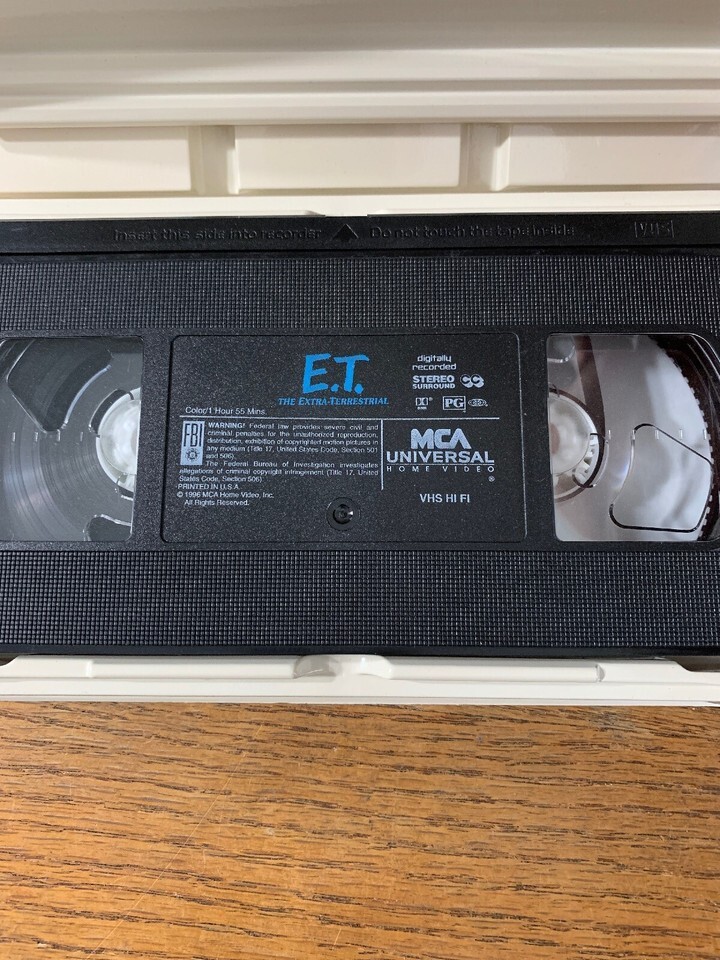 Insert this side into recorder Do not touch the tape inside VHS
E.T.
THE EXTRA-TERRESTRIAL
digitally
recorded
STEREO
SURROUND CC
PG
Color/1 Hour 55 Mins.
FBI
WARNING! Federal law provides severe civil and
criminal penalties for the unauthorized reproduction,
distribution, exhibition of copyrighted motion pictures in
any medium (Title 17, United States Code, Section 501
and 506).
The Federal Bureau of Investigation investigates
allegations of criminal copyright infringement (Title 17, United
States Code, Section 506)
PRINTED IN U.S.A.
© 1996 MCA Home Video, Inc.
All Rights Reserved.
MCA
UNIVERSAL
HOME VIDEO
®
VHS HI FI